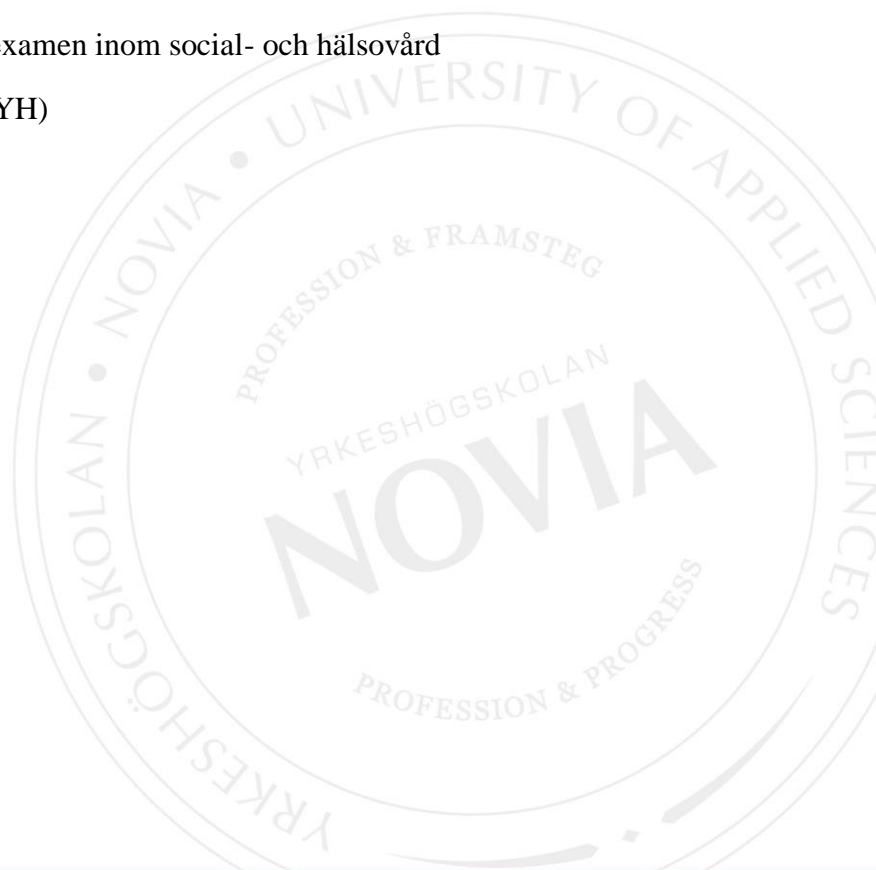 examen inom social- och hälsovård
YH)
UNIVERSITY OF APPLIED SCIENCES
YRKESHÖGSKOLAN • NOVIA •
PROFESSION & FRAMSTEG
YRKESHÖGSKOLAN
NOVIA
PROFESSION & PROGRESS